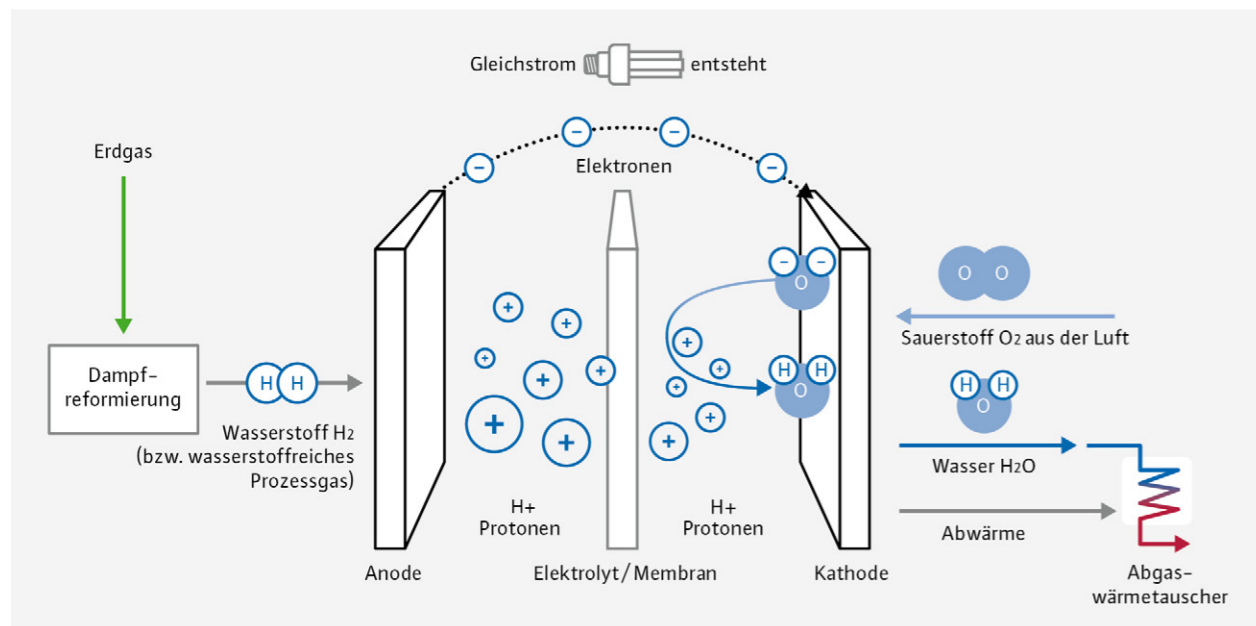 Gleichstrom entsteht
Erdgas
Elektronen
Dampf-
reformierung
H H
Wasserstoff H2
(bzw. wasserstoffreiches
Prozessgas)
H+
Protonen
H+
Protonen
Anode
Elektrolyt/Membran
Kathode
O
H H
O
O O
Sauerstoff O2 aus der Luft
H H
O
Wasser H2O
Abwärme
Abgas-
wärmetauscher